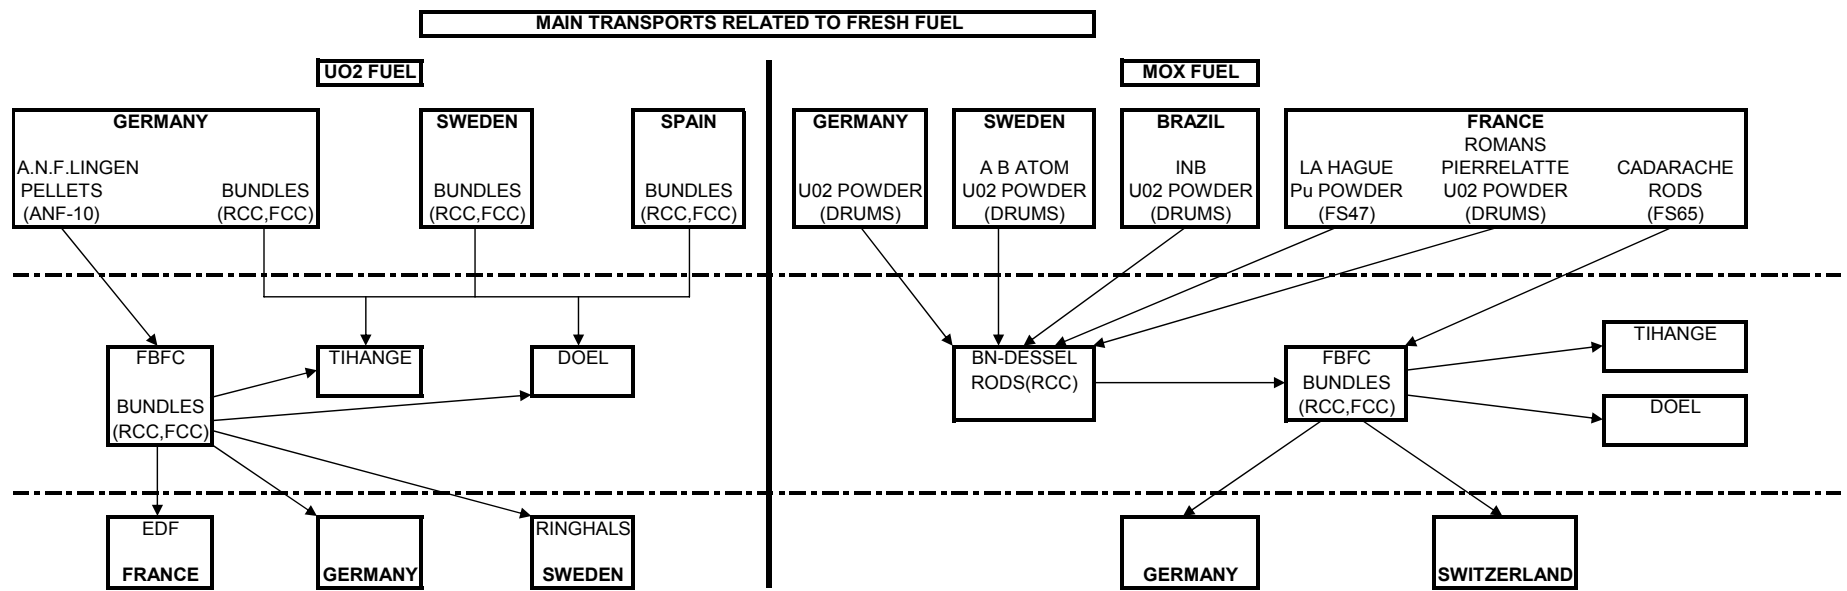 MAIN TRANSPORTS RELATED TO FRESH FUEL
UO2 FUEL
GERMANY
A.N.F.LINGEN
PELLETS
(ANF-10)
BUNDLES
(RCC,FCC)
SWEDEN
BUNDLES
(RCC,FCC)
SPAIN
BUNDLES
(RCC,FCC)
FBFC
BUNDLES
(RCC,FCC)
TIHANGE
DOEL
EDF
FRANCE
GERMANY
RINGHALS
SWEDEN
MOX FUEL
GERMANY
U02 POWDER
(DRUMS)
SWEDEN
A B ATOM
U02 POWDER
(DRUMS)
BRAZIL
INB
U02 POWDER
(DRUMS)
FRANCE
LA HAGUE
Pu POWDER
(FS47)
ROMANS
PIERRELATTE
U02 POWDER
(DRUMS)
CADARACHE
RODS
(FS65)
BN-DESSEL
RODS(RCC)
FBFC
BUNDLES
(RCC,FCC)
TIHANGE
DOEL
GERMANY
SWITZERLAND